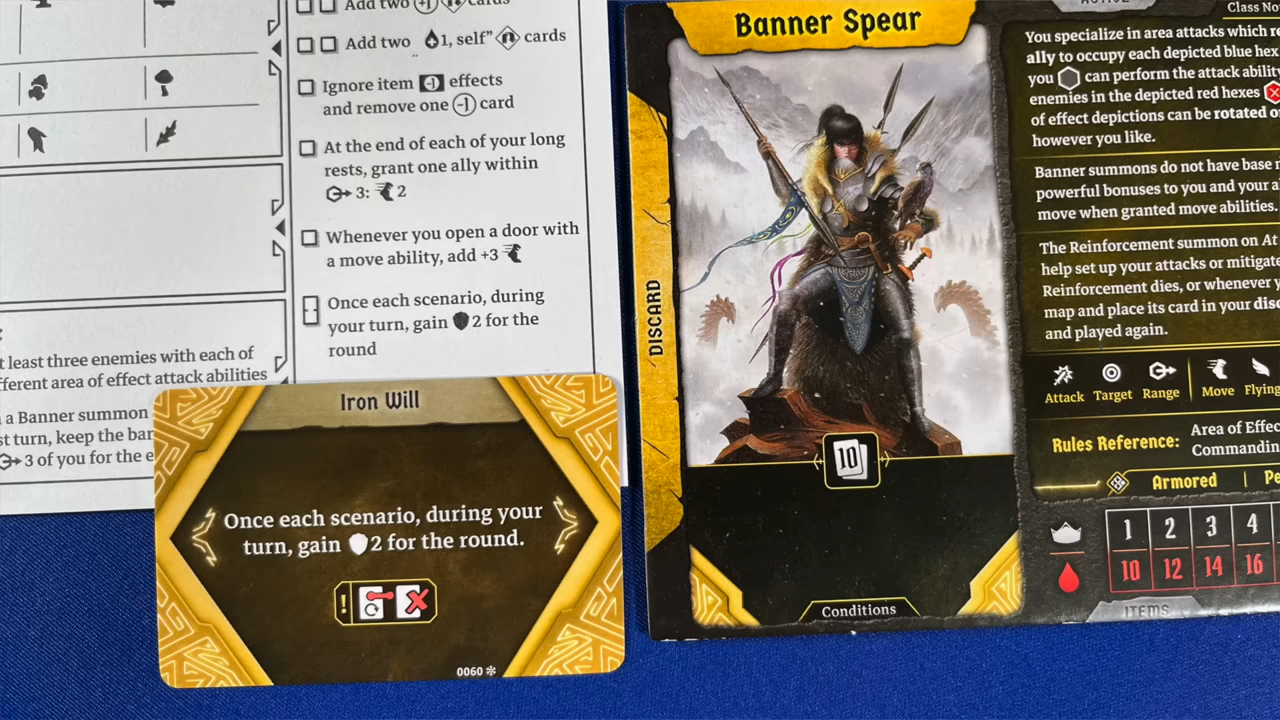 Add two +1 cards
Add two 1, self" cards
Ignore item -1 effects
and remove one -1 card
At the end of each of your long
rests, grant one ally within
3: 2
Whenever you open a door with
a move ability, add +3
Once each scenario, during
your turn, gain 2 for the
round
t least three enemies with each of
fferent area of effect attack abilities
a Banner summon
st turn, keep the bar
3 of you for the e
Iron Will
Once each scenario, during your
turn, gain 2 for the round.
!
0060
Banner Spear
DISCARD
10
Conditions
Class No
You specialize in area attacks which re
ally to occupy each depicted blue hex
you can perform the attack ability
enemies in the depicted red hexes
of effect depictions can be rotated o
however you like.
Banner summons do not have base m
powerful bonuses to you and your a
move when granted move abilities.
The Reinforcement summon on At
help set up your attacks or mitigate
Reinforcement dies, or whenever y
map and place its card in your disc
and played again.
Attack Target Range Move Flying
Rules Reference: Area of Effec
Commandin
Armored | Pe
1 2 3 4
10 12 14 16
ITEMS